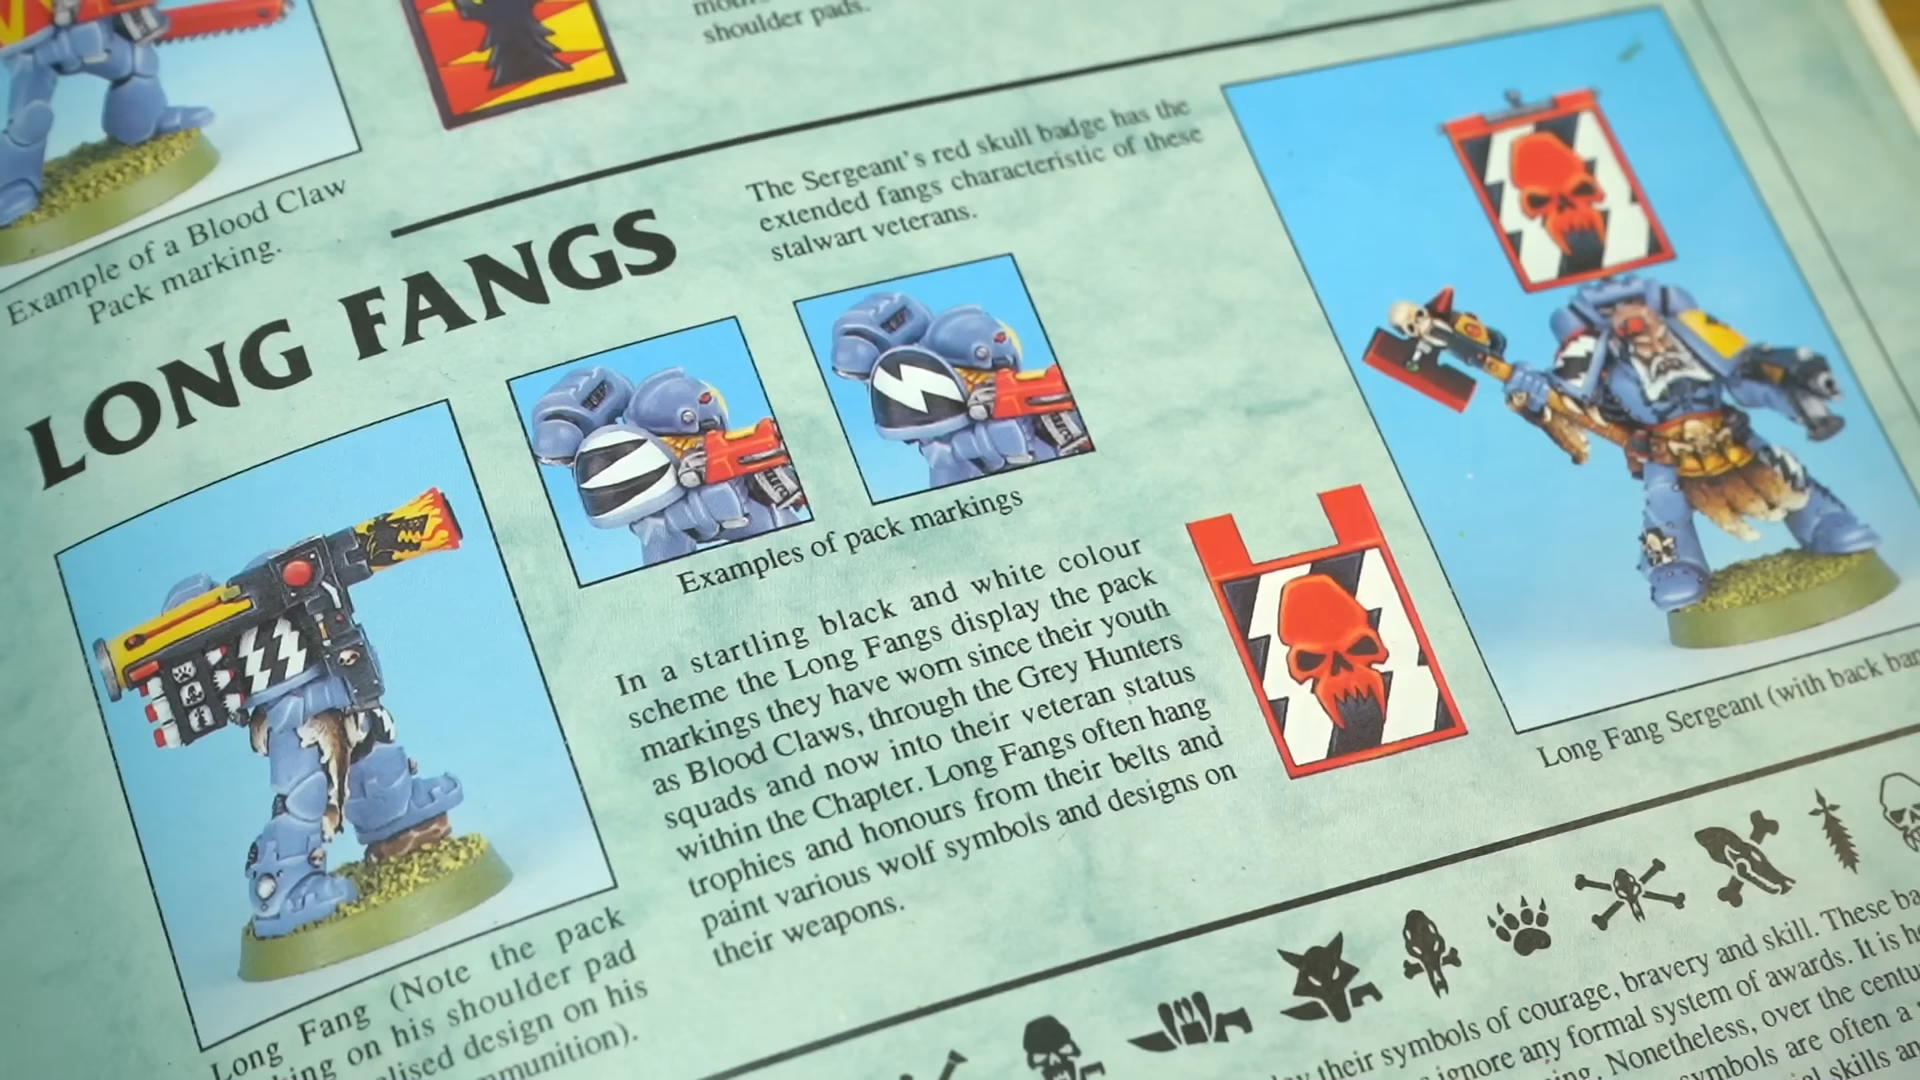 shoulder pads.
Example of a Blood Claw
Pack marking.
LONG FANGS
The Sergeant's red skull badge has the
extended fangs characteristic of these
stalwart veterans.
Examples of pack markings
In a startling black and white colour
scheme the Long Fangs display the pack
markings they have worn since their youth
as Blood Claws, through the Grey Hunters
squads and now into their veteran status
within the Chapter. Long Fangs often hang
trophies and honours from their belts and
paint various wolf symbols and designs on
their weapons.
Long Fang (Note the pack
on his shoulder pad
design on his
Long Fang Sergeant (with back
their symbols of courage, bravery and skill. These
ignore any formal system of awards. It is
Nonetheless, over the
symbols are often a
skills